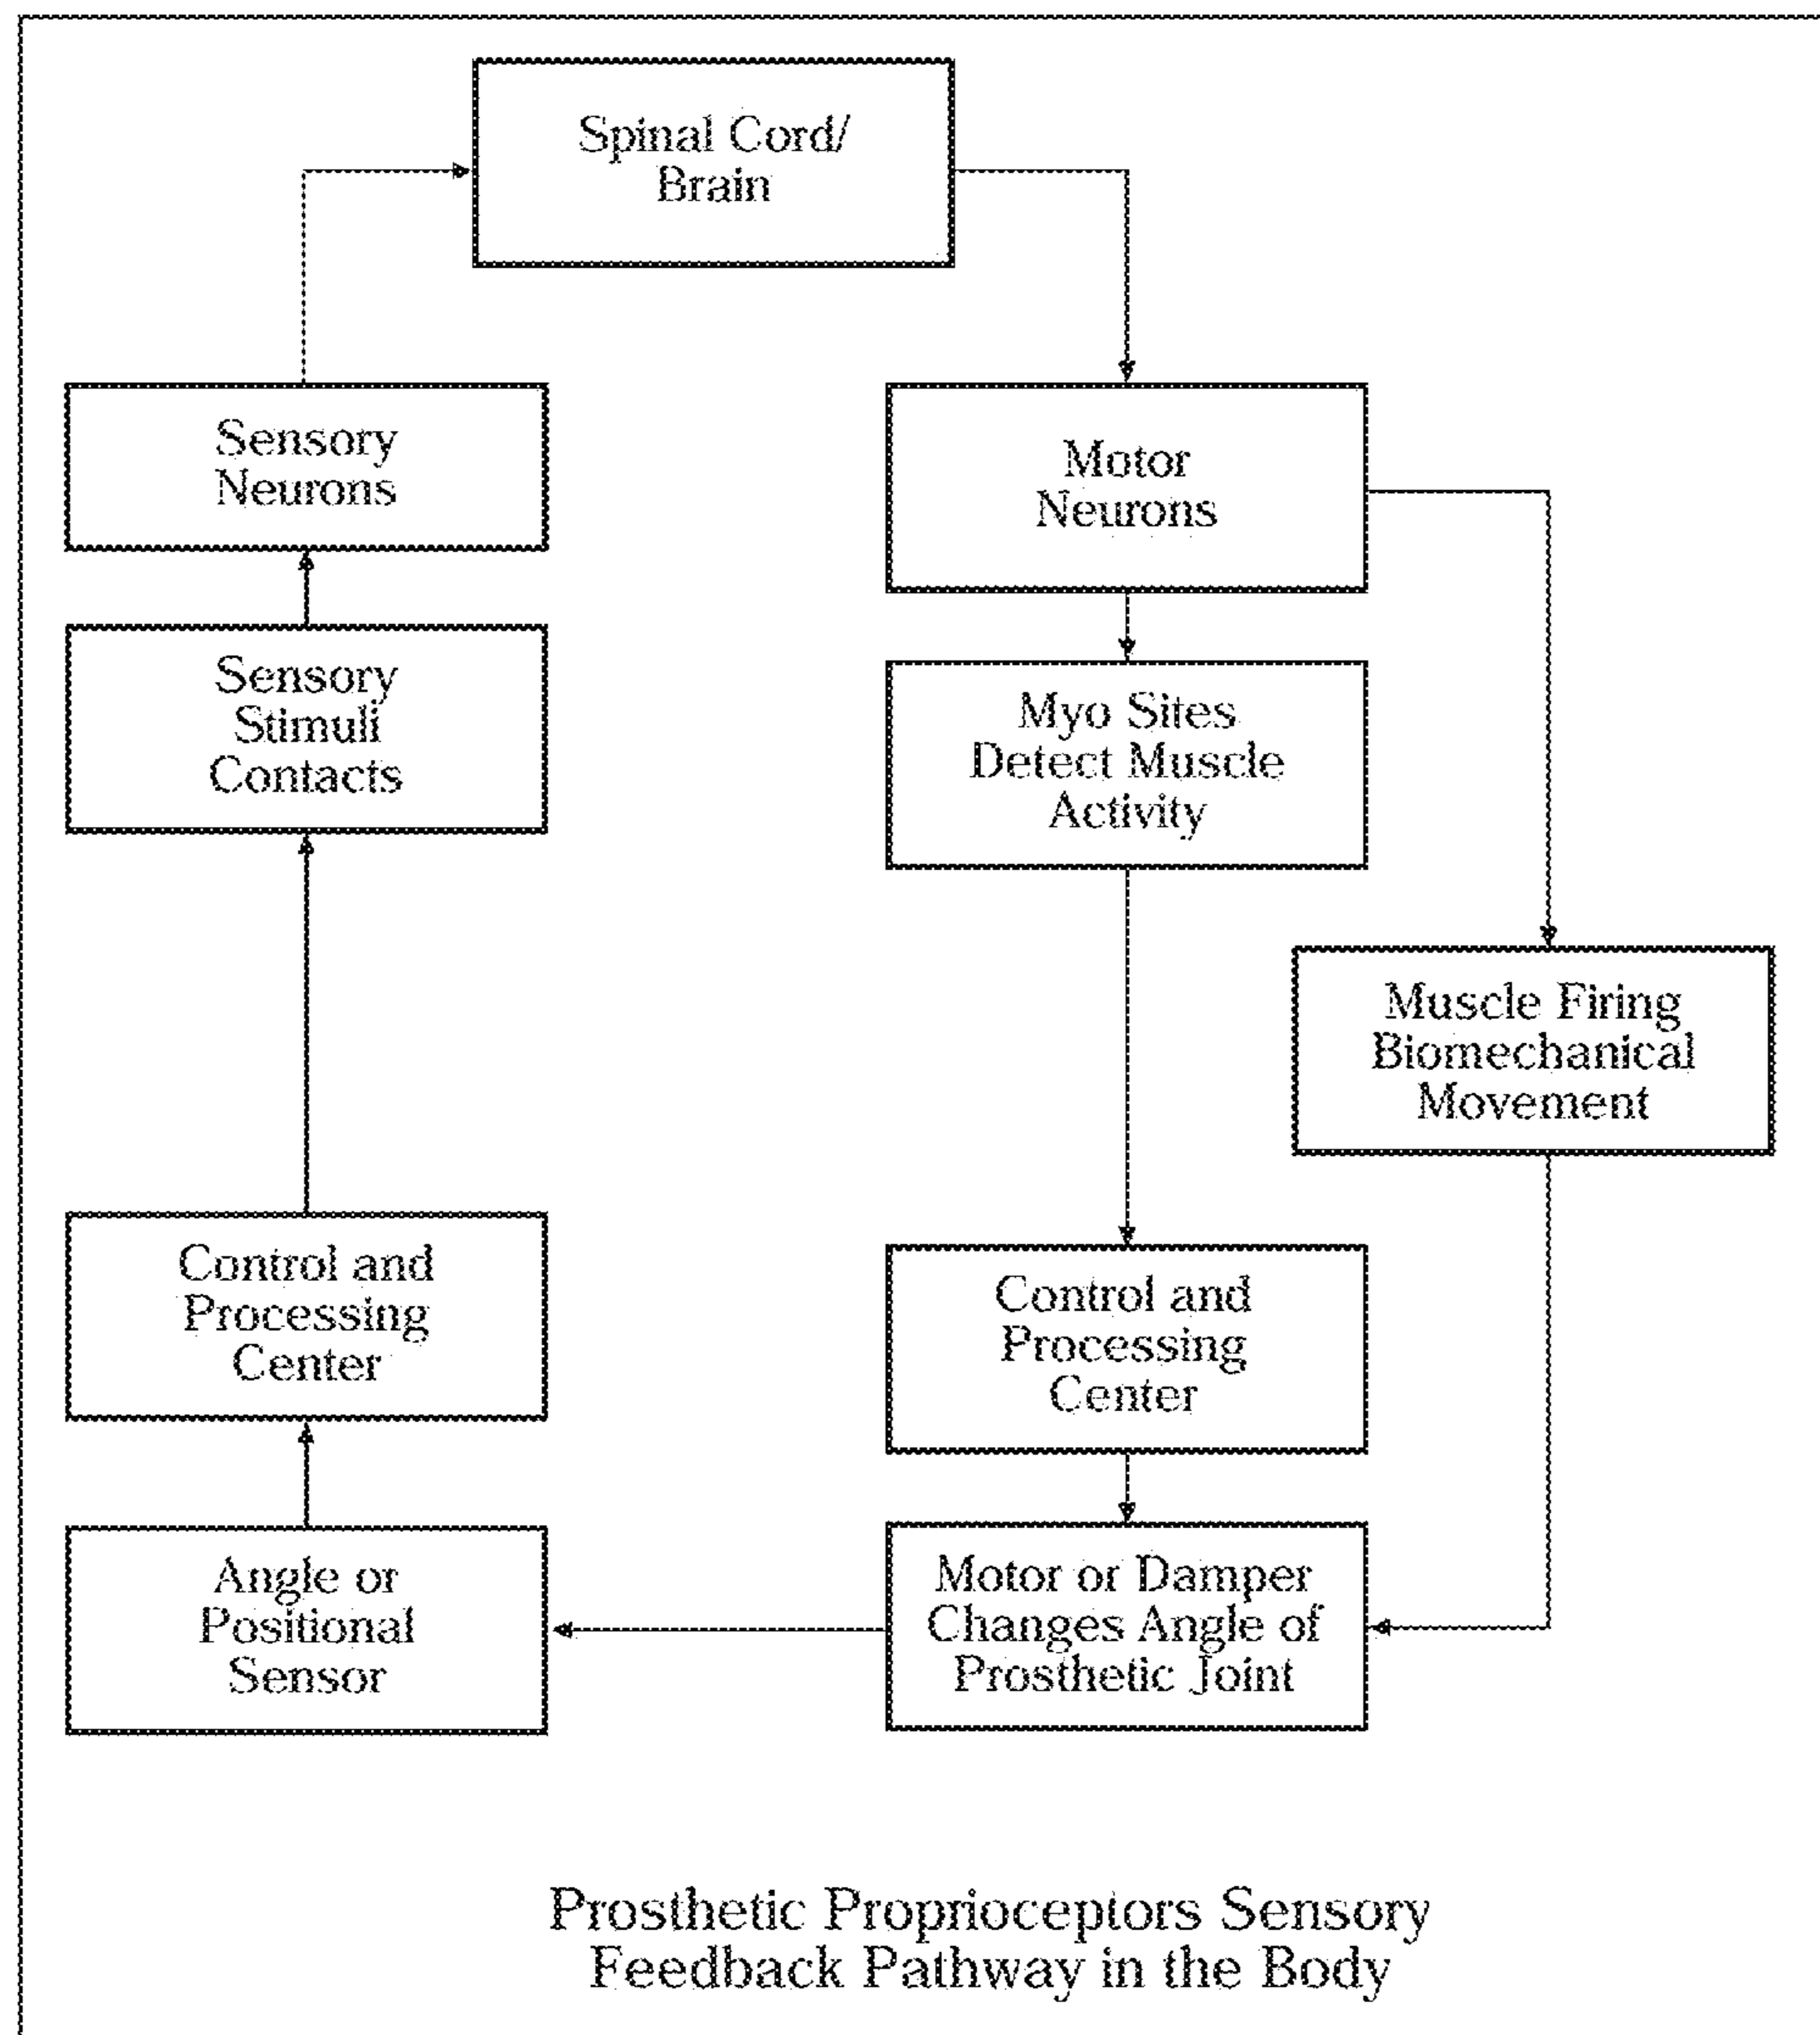 Spinal Cord/
Brain
Sensory
Neurons
Motor
Neurons
Sensory
Stimuli
Contacts
Myo Sites
Detect Muscle
Activity
Muscle Firing
Biomechanical
Movement
Control and
Processing
Center
Control and
Processing
Center
Angle or
Positional
Sensor
Motor or Damper
Changes Angle of
Prosthetic Joint
Prosthetic Proprioceptors Sensory
Feedback Pathway in the Body